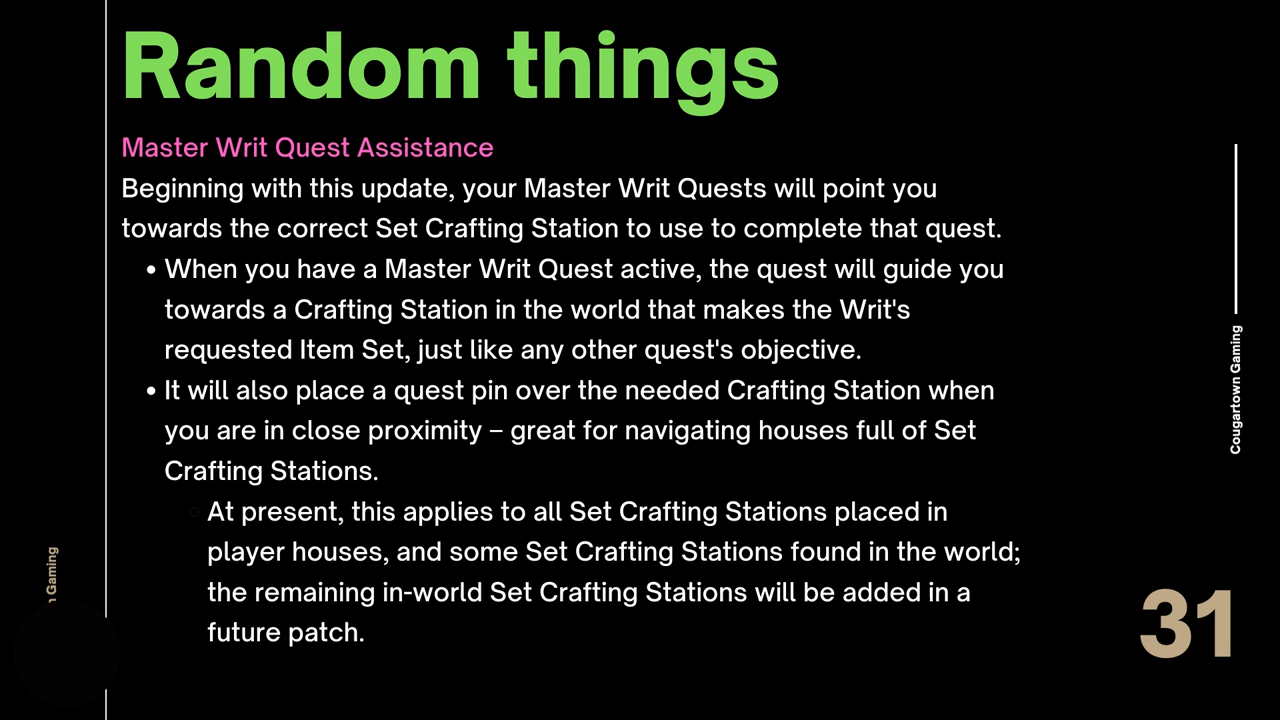 Random things
Master Writ Quest Assistance
Beginning with this update, your Master Writ Quests will point you
towards the correct Set Crafting Station to use to complete that quest.
• When you have a Master Writ Quest active, the quest will guide you
towards a Crafting Station in the world that makes the Writ's
requested Item Set, just like any other quest's objective.
• It will also place a quest pin over the needed Crafting Station when
you are in close proximity – great for navigating houses full of Set
Crafting Stations.
At present, this applies to all Set Crafting Stations placed in
player houses, and some Set Crafting Stations found in the world;
the remaining in-world Set Crafting Stations will be added in a
future patch.
Cougartown Gaming
Gaming
31